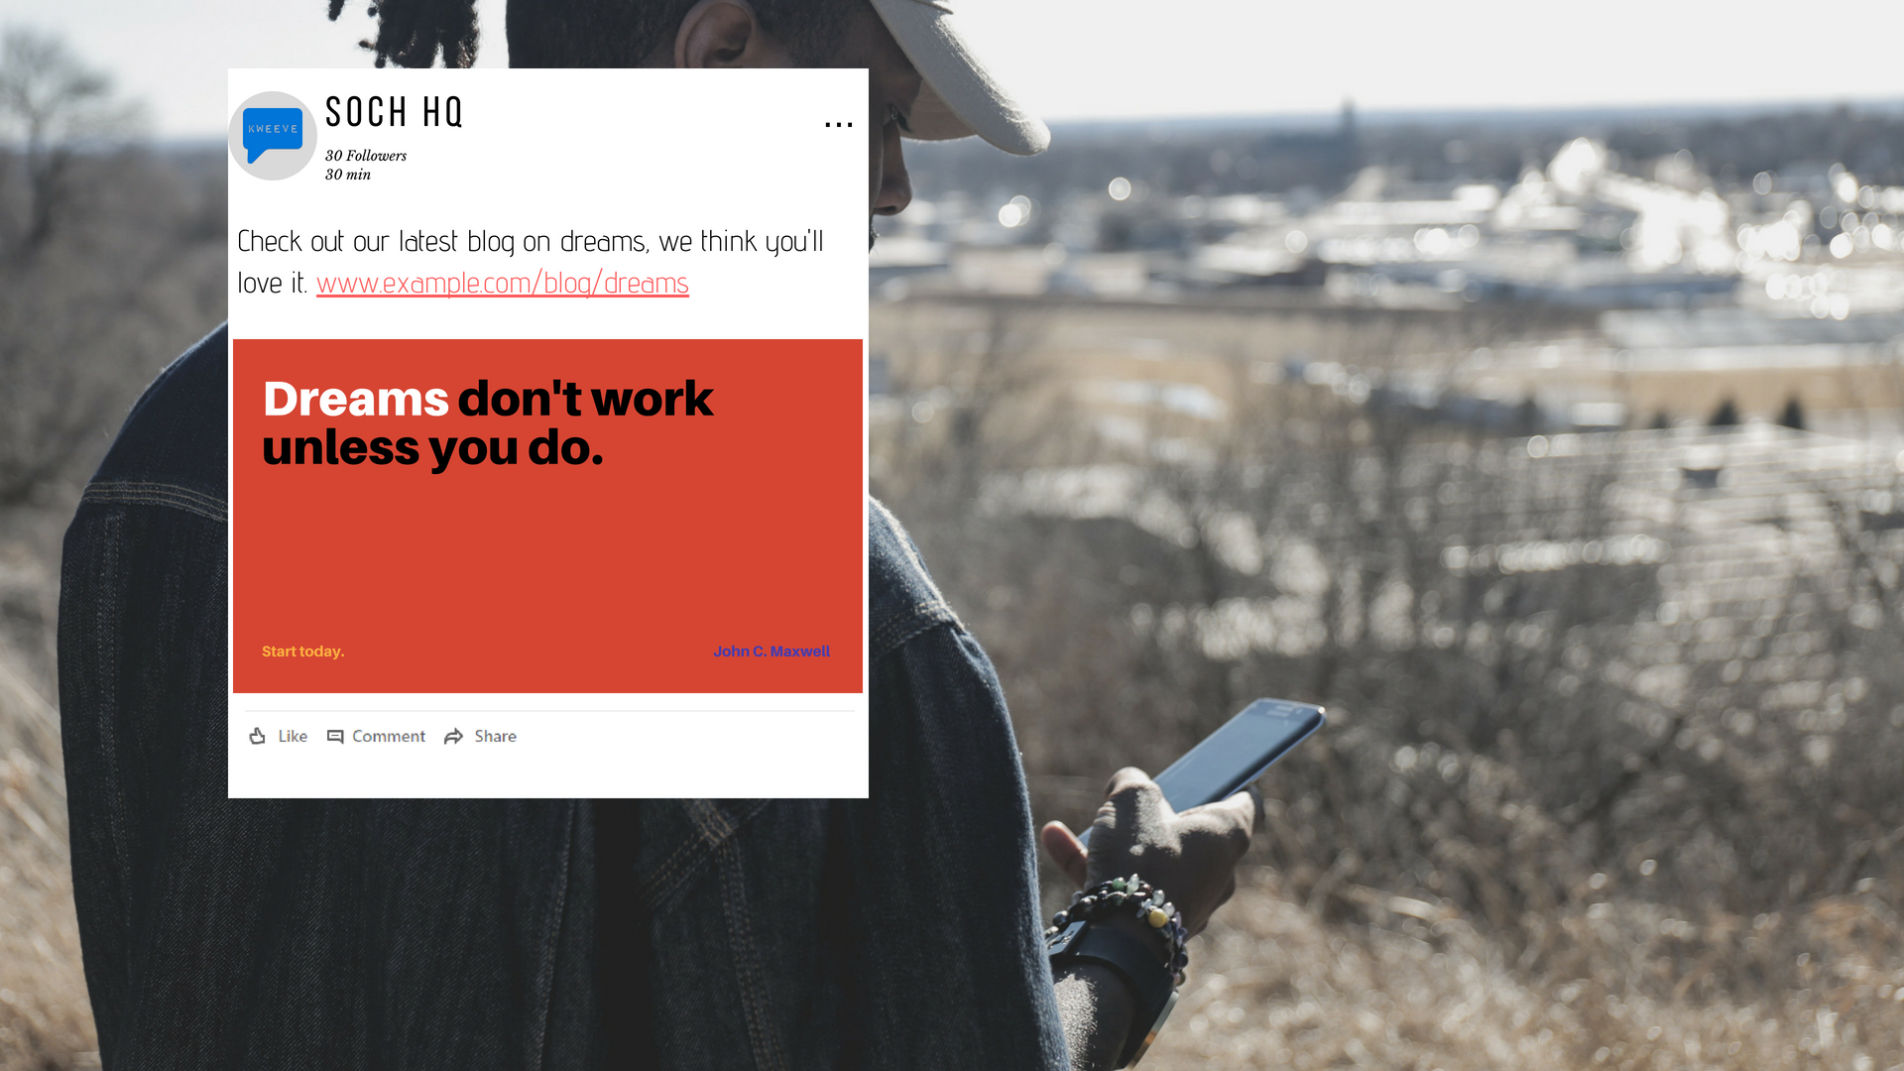 KWEEVE
SOCH HQ
...
30 Followers
30 min
Check out our latest blog on dreams, we think you'll
love it. www.example.com/blog/dreams
Dreams don't work
unless you do.
Start today.
John C. Maxwell
Like Comment Share